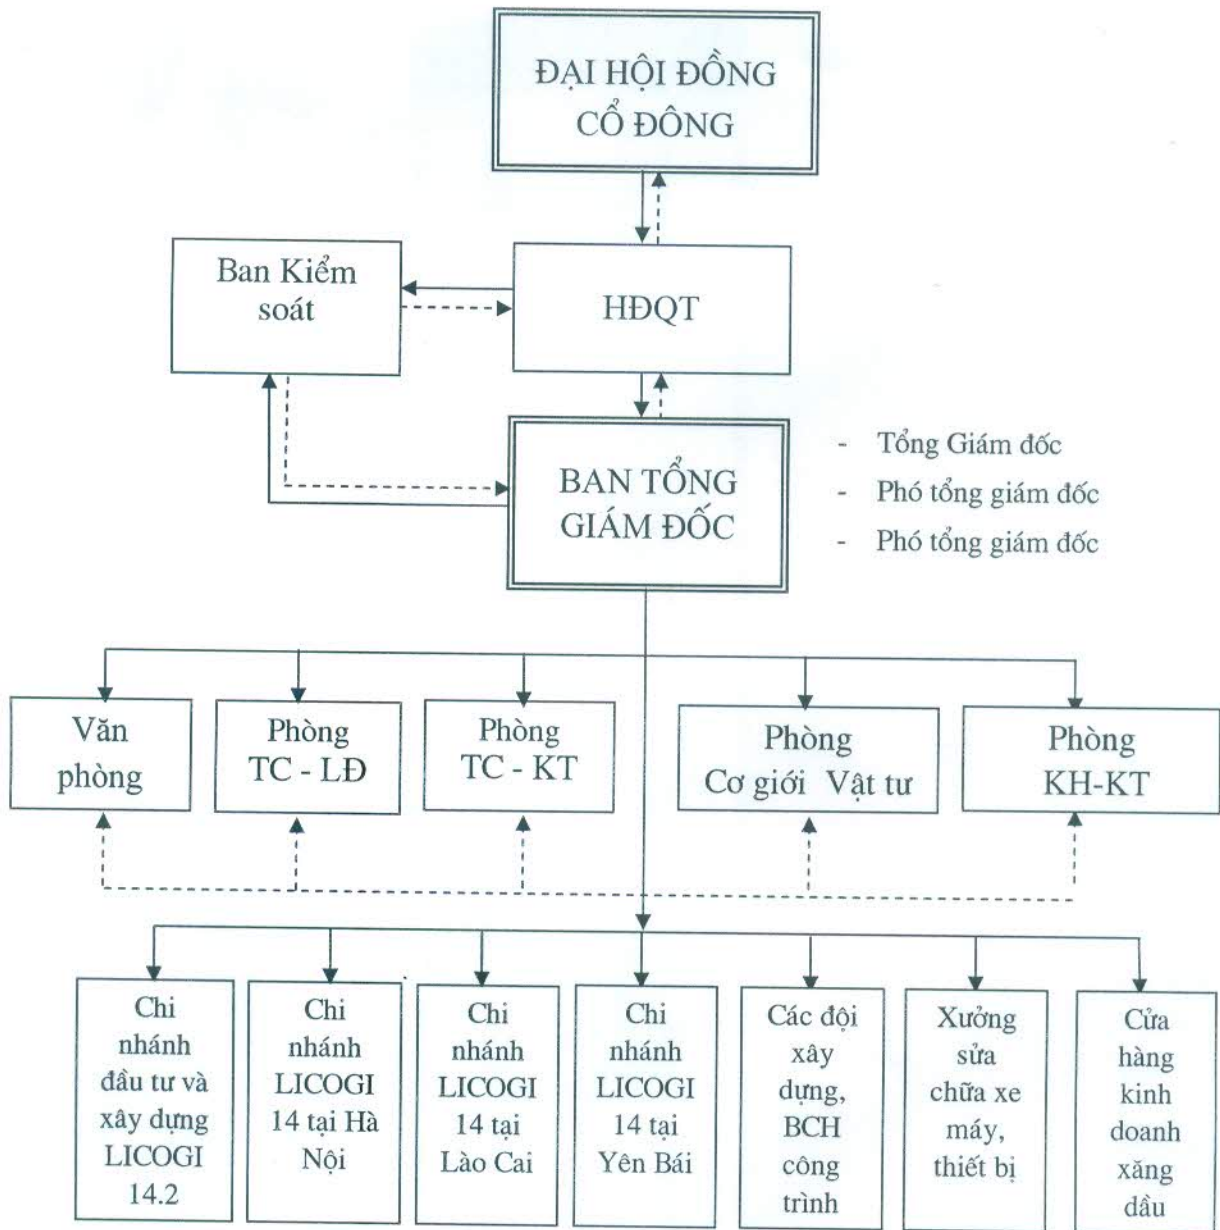 ĐẠI HỘI ĐỒNG
CỔ ĐÔNG
Ban Kiểm
soát
HĐQT
BAN TỔNG
GIÁM ĐỐC
- Tổng Giám đốc
- Phó tổng giám đốc
- Phó tổng giám đốc
Văn
phòng
Phòng
TC - LĐ
Phòng
TC - KT
Phòng
Cơ giới Vật tư
Phòng
KH-KT
Chi
nhánh
đầu tư và
xây dựng
LICOGI
14.2
Chi
nhánh
LICOGI
14 tại Hà
Nội
Chi
nhánh
LICOGI
14 tại
Lào Cai
Chi
nhánh
LICOGI
14 tại
Yên Bái
Các đội
xây
dựng,
BCH
công
trình
Xưởng
sửa
chữa xe
máy,
thiết bị
Cửa
hàng
kinh
doanh
xăng
dầu